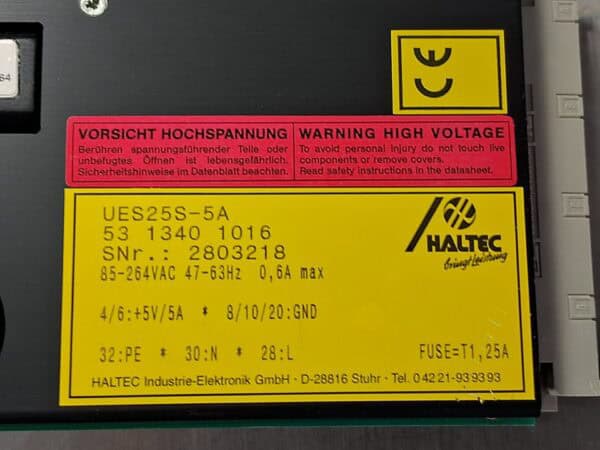 64
CE
VORSICHT HOCHSPANNUNG
Berühren spannungsführender Teile oder
unbefugtes Öffnen ist lebensgefährlich.
Sicherheitshinweise im Datenblatt beachten.
WARNING HIGH VOLTAGE
To avoid personal injury do not touch live
components or remove covers.
Read safety instructions in the datasheet.
UES25S-5A
53 1340 1016
SNr.: 2803218
85-264VAC 47-63Hz 0,6A max
HALTEC
bringt Leistung
4/6:+5V/5A * 8/10/20:GND
32:PE * 30:N * 28:L
FUSE=T1,25A
HALTEC Industrie-Elektronik GmbH · D-28816 Stuhr · Tel. 0 42 21-93 93 93